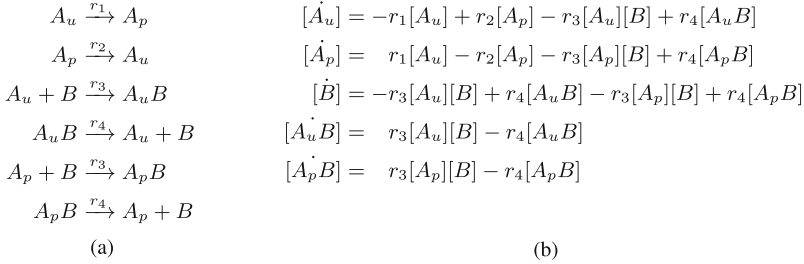 A_u \xrightarrow{r_1} A_p
A_p \xrightarrow{r_2} A_u
A_u + B \xrightarrow{r_3} A_uB
A_uB \xrightarrow{r_4} A_u + B
A_p + B \xrightarrow{r_3} A_pB
A_pB \xrightarrow{r_4} A_p + B
(a)
[\dot{A_u}] = -r_1[A_u] + r_2[A_p] - r_3[A_u][B] + r_4[A_uB]
[\dot{A_p}] = r_1[A_u] - r_2[A_p] - r_3[A_p][B] + r_4[A_pB]
[\dot{B}] = -r_3[A_u][B] + r_4[A_uB] - r_3[A_p][B] + r_4[A_pB]
[\dot{A_uB}] = r_3[A_u][B] - r_4[A_uB]
[\dot{A_pB}] = r_3[A_p][B] - r_4[A_pB]
(b)